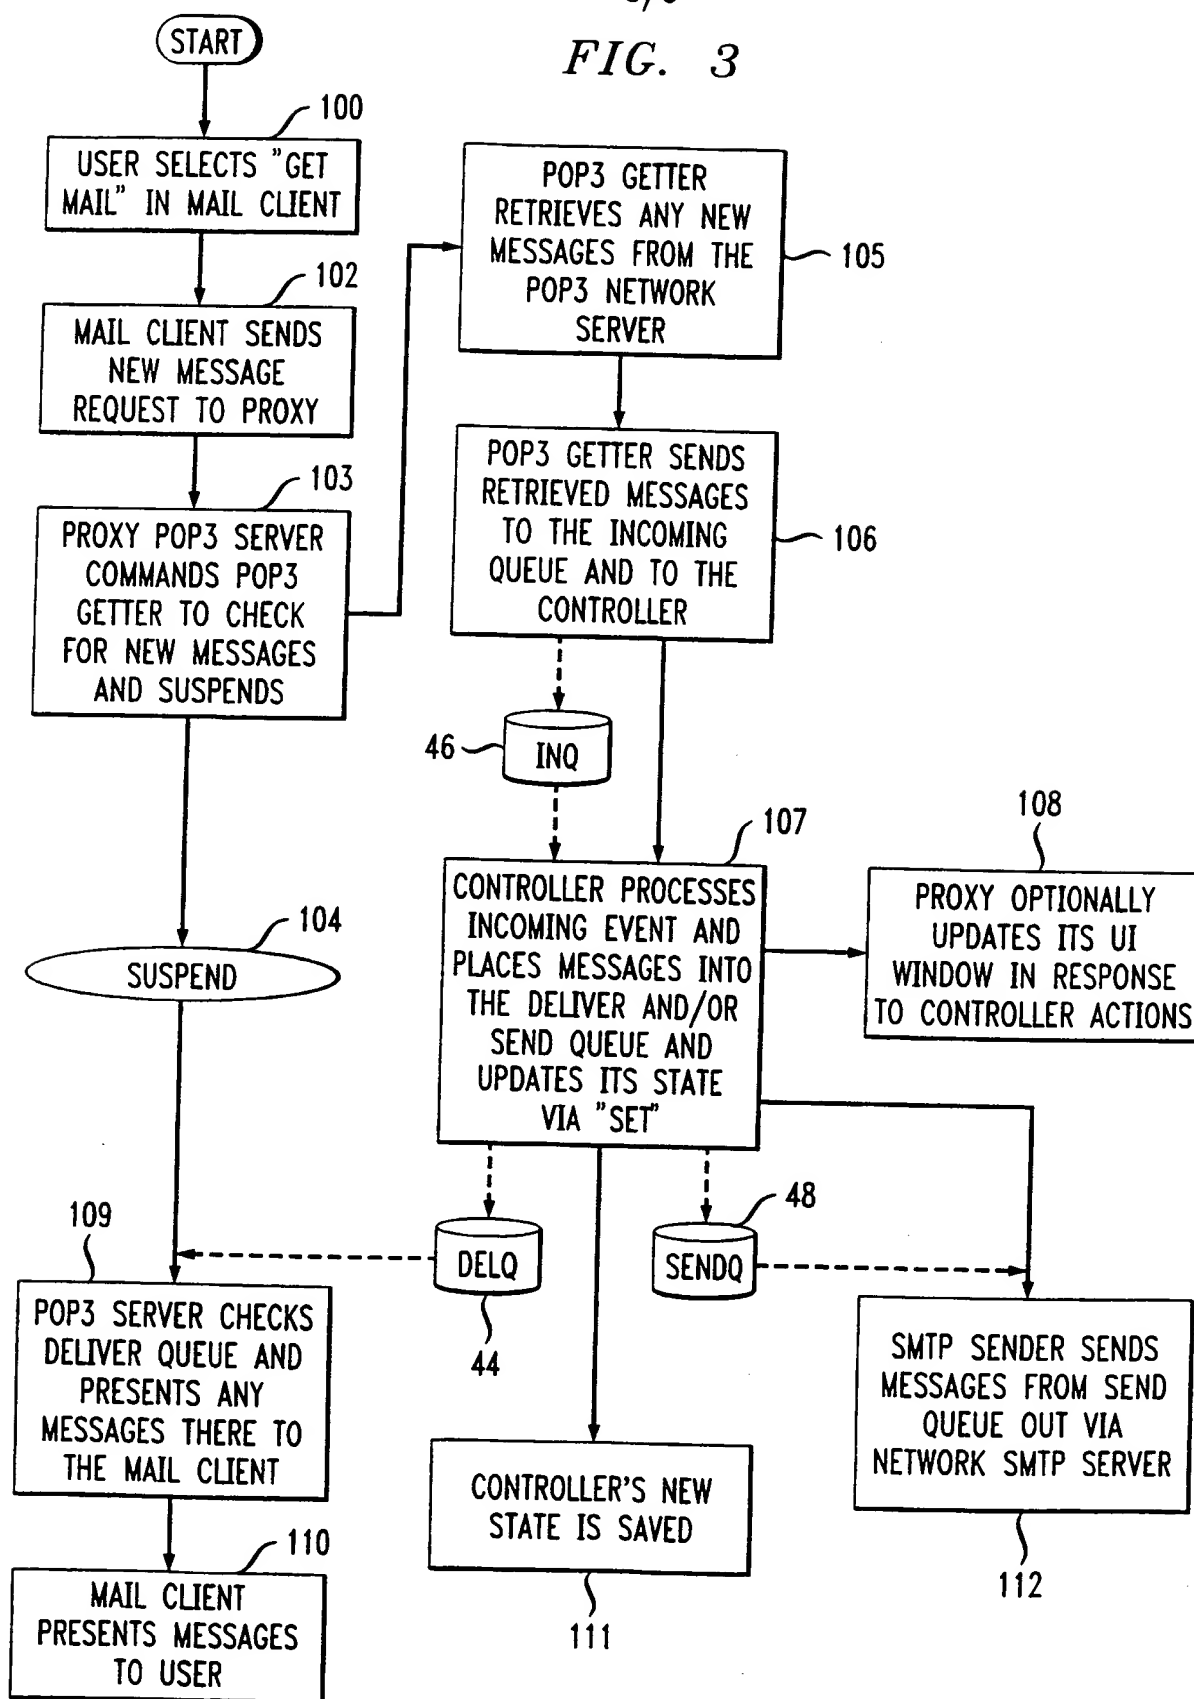 FIG. 3
START
100
USER SELECTS "GET
MAIL" IN MAIL CLIENT
102
MAIL CLIENT SENDS
NEW MESSAGE
REQUEST TO PROXY
103
PROXY POP3 SERVER
COMMANDS POP3
GETTER TO CHECK
FOR NEW MESSAGES
AND SUSPENDS
104
SUSPEND
POP3 GETTER
RETRIEVES ANY NEW
MESSAGES FROM THE
POP3 NETWORK
SERVER
105
POP3 GETTER SENDS
RETRIEVED MESSAGES
TO THE INCOMING
QUEUE AND TO THE
CONTROLLER
106
46
INQ
107
CONTROLLER PROCESSES
INCOMING EVENT AND
PLACES MESSAGES INTO
THE DELIVER AND/OR
SEND QUEUE AND
UPDATES ITS STATE
VIA "SET"
108
PROXY OPTIONALLY
UPDATES ITS UI
WINDOW IN RESPONSE
TO CONTROLLER ACTIONS
DELQ
44
48
SENDQ
109
POP3 SERVER CHECKS
DELIVER QUEUE AND
PRESENTS ANY
MESSAGES THERE TO
THE MAIL CLIENT
110
MAIL CLIENT
PRESENTS MESSAGES
TO USER
CONTROLLER'S NEW
STATE IS SAVED
111
SMTP SENDER SENDS
MESSAGES FROM SEND
QUEUE OUT VIA
NETWORK SMTP SERVER
112